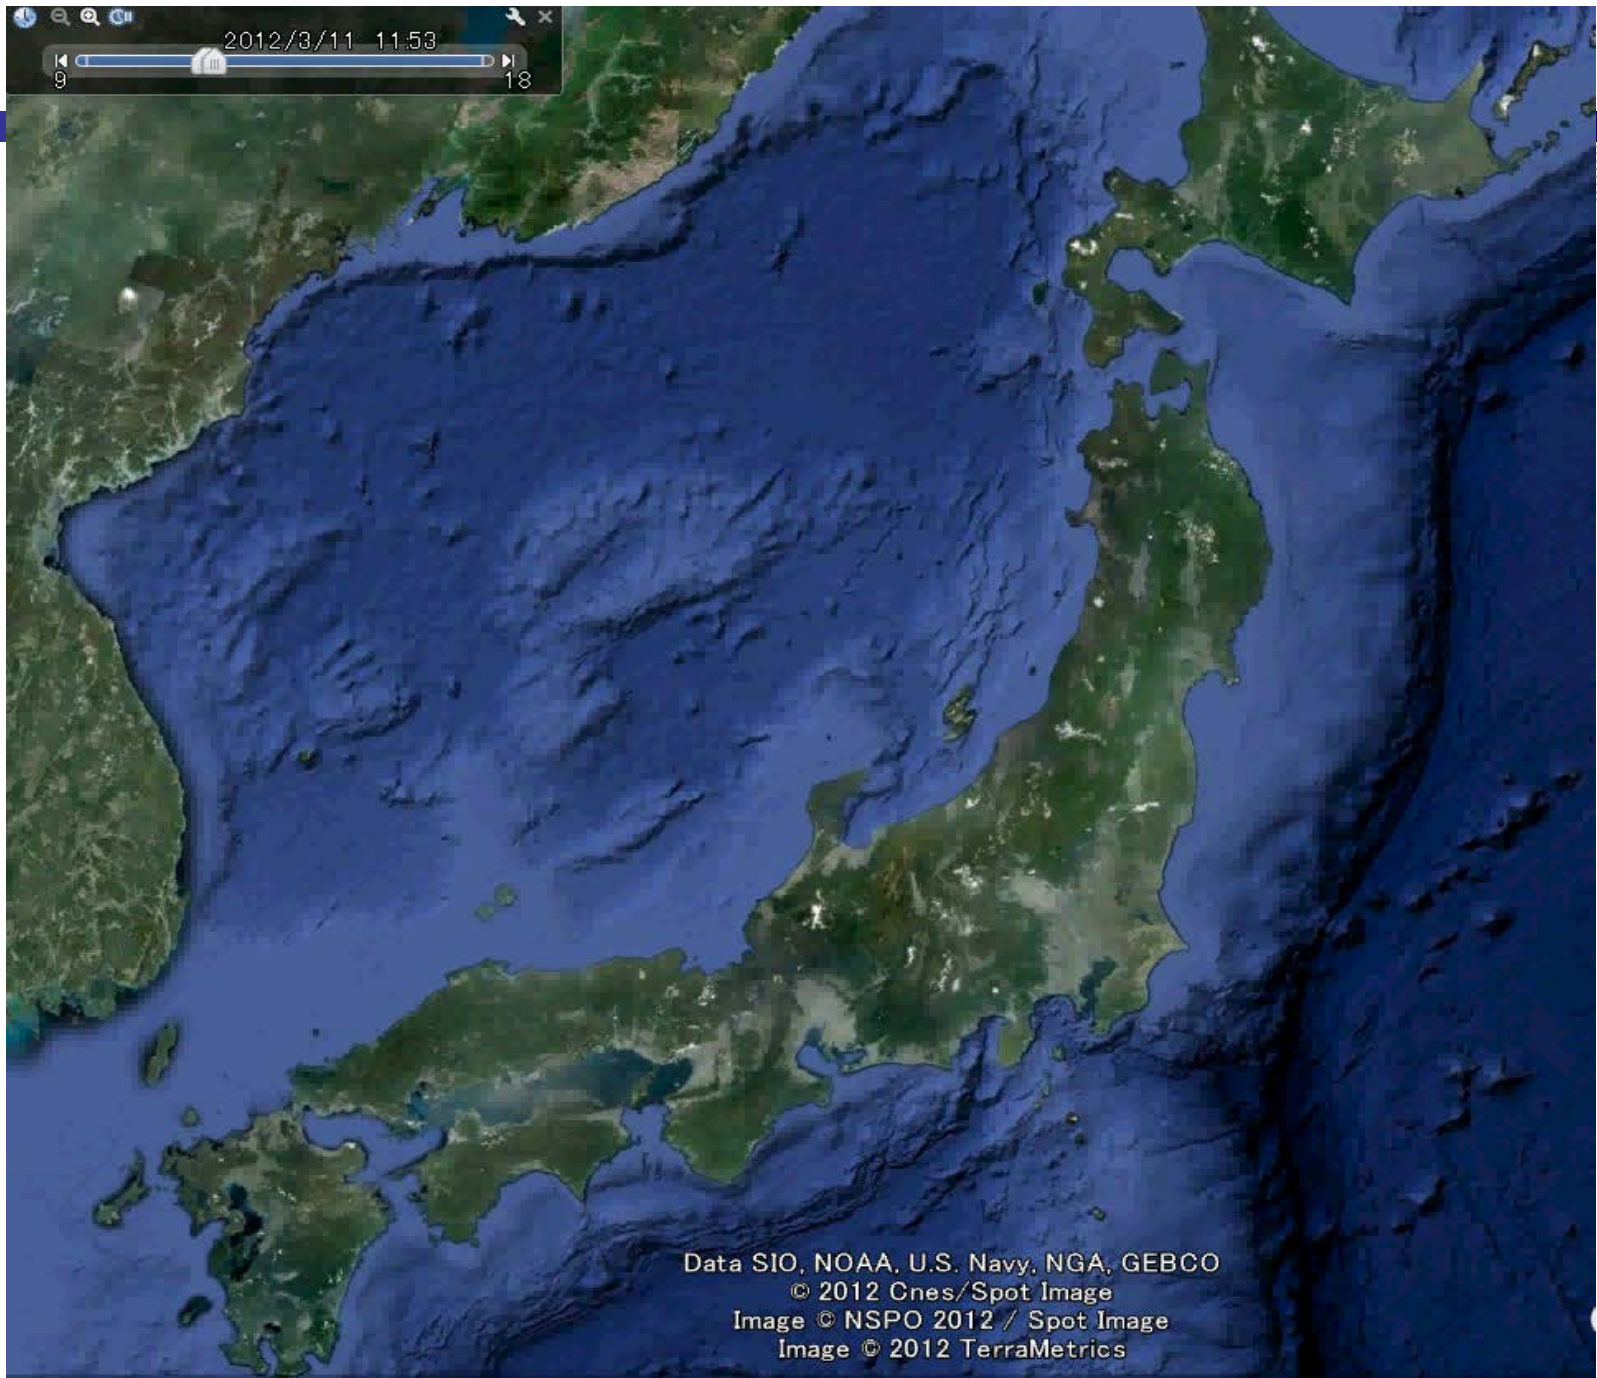 2012/3/11 11:53
9
18
Data SIO, NOAA, U.S. Navy, NGA, GEBCO
© 2012 Cnes/Spot Image
Image © NSPO 2012 / Spot Image
Image © 2012 TerraMetrics